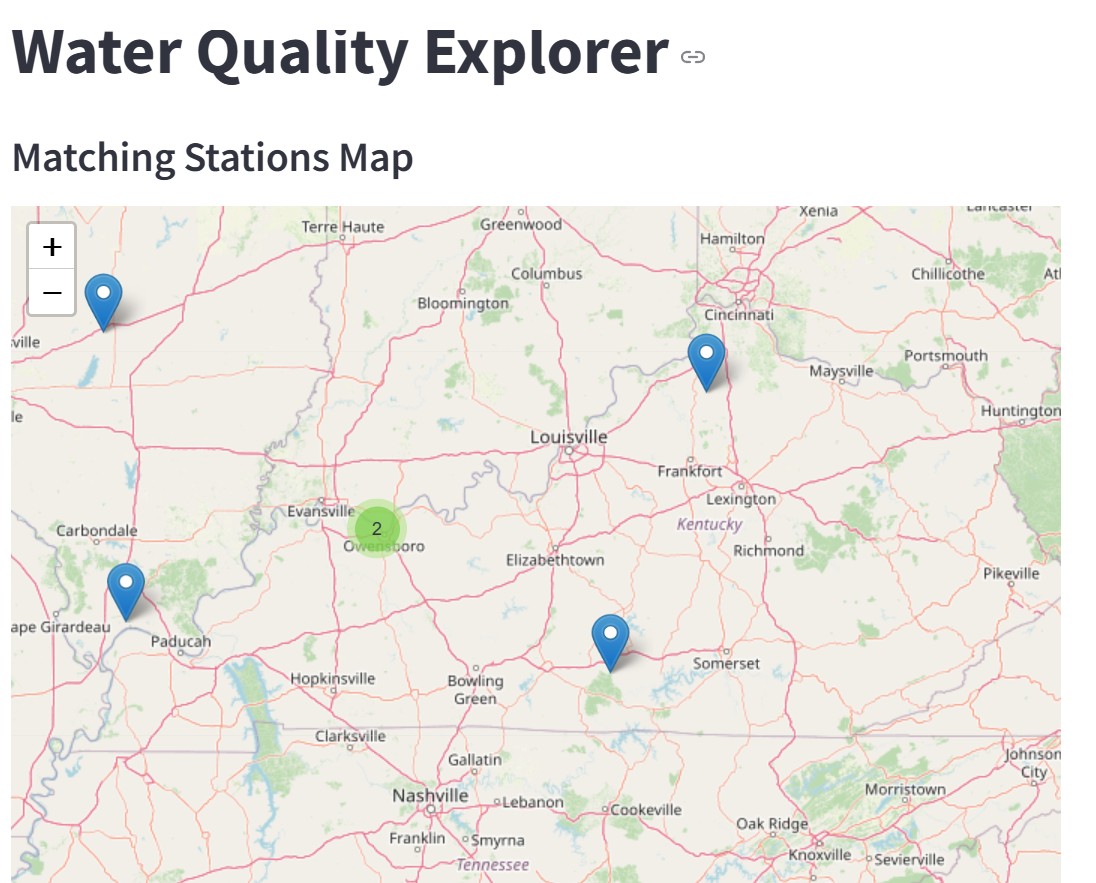 Water Quality Explorer
Matching Stations Map
+
−
Terre Haute
Greenwood
Xenia
Lancaster
Hamilton
Columbus
Chillicothe
Bloomington
Cincinnati
ville
Portsmouth
Maysville
Huntington
le
Louisville
Frankfort
Lexington
Evansville
2
Kentucky
Carbondale
Owensboro
Elizabethtown
Richmond
Pikeville
ape Girardeau
Paducah
Somerset
Hopkinsville
Bowling
Green
Clarksville
Gallatin
Johnson
City
Nashville
Lebanon
Cookeville
Morristown
Oak Ridge
Franklin
Smyrna
Knoxville
Sevierville
Tennessee